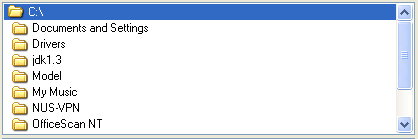 C:\
Documents and Settings
Drivers
jdk1.3
Model
My Music
NUS-VPN
OfficeScan NT